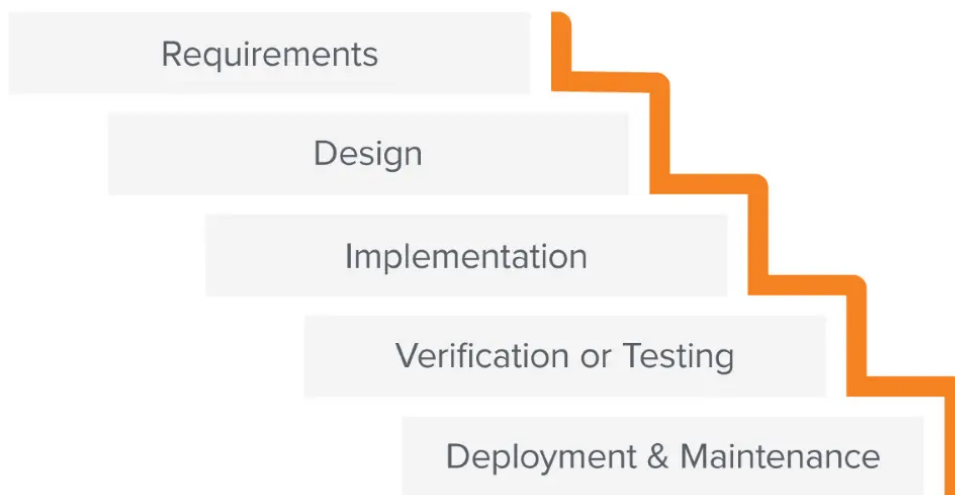 Requirements
Design
Implementation
Verification or Testing
Deployment & Maintenance